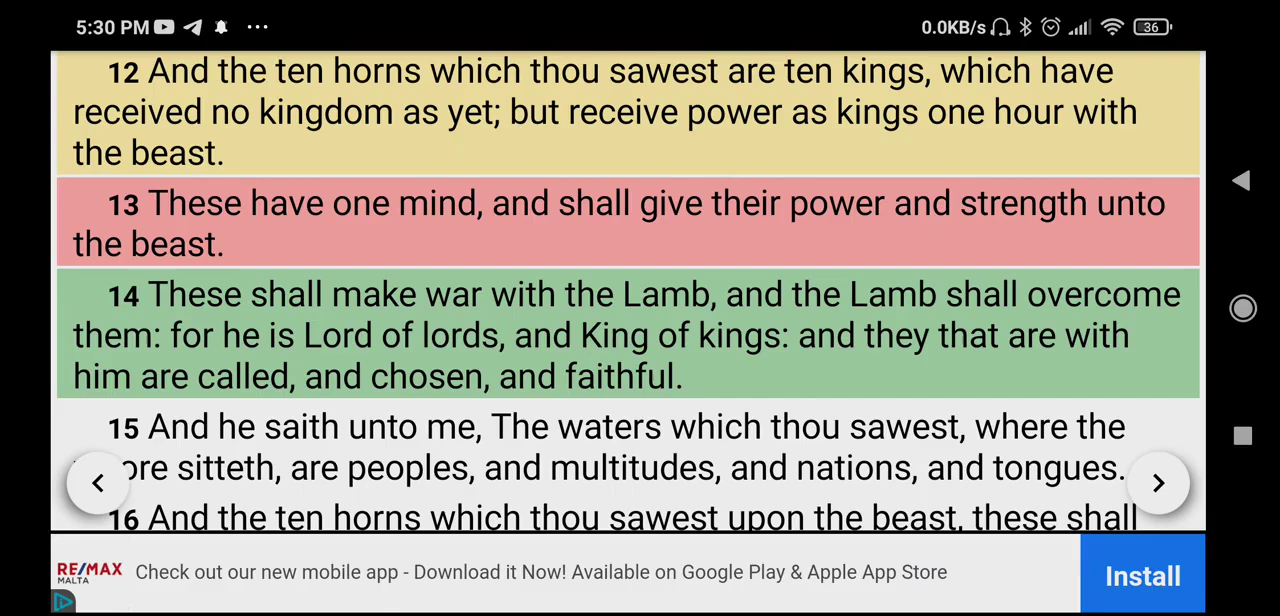 5:30 PM
0.0KB/s
36
12 And the ten horns which thou sawest are ten kings, which have
received no kingdom as yet; but receive power as kings one hour with
the beast.
13 These have one mind, and shall give their power and strength unto
the beast.
14 These shall make war with the Lamb, and the Lamb shall overcome
them: for he is Lord of lords, and King of kings: and they that are with
him are called, and chosen, and faithful.
15 And he saith unto me, The waters which thou sawest, where the
ore sitteth, are peoples, and multitudes, and nations, and tongues.
16 And the ten horns which thou sawest upon the beast, these shall
RE/MAX
MALTA
Check out our new mobile app - Download it Now! Available on Google Play & Apple App Store
Install